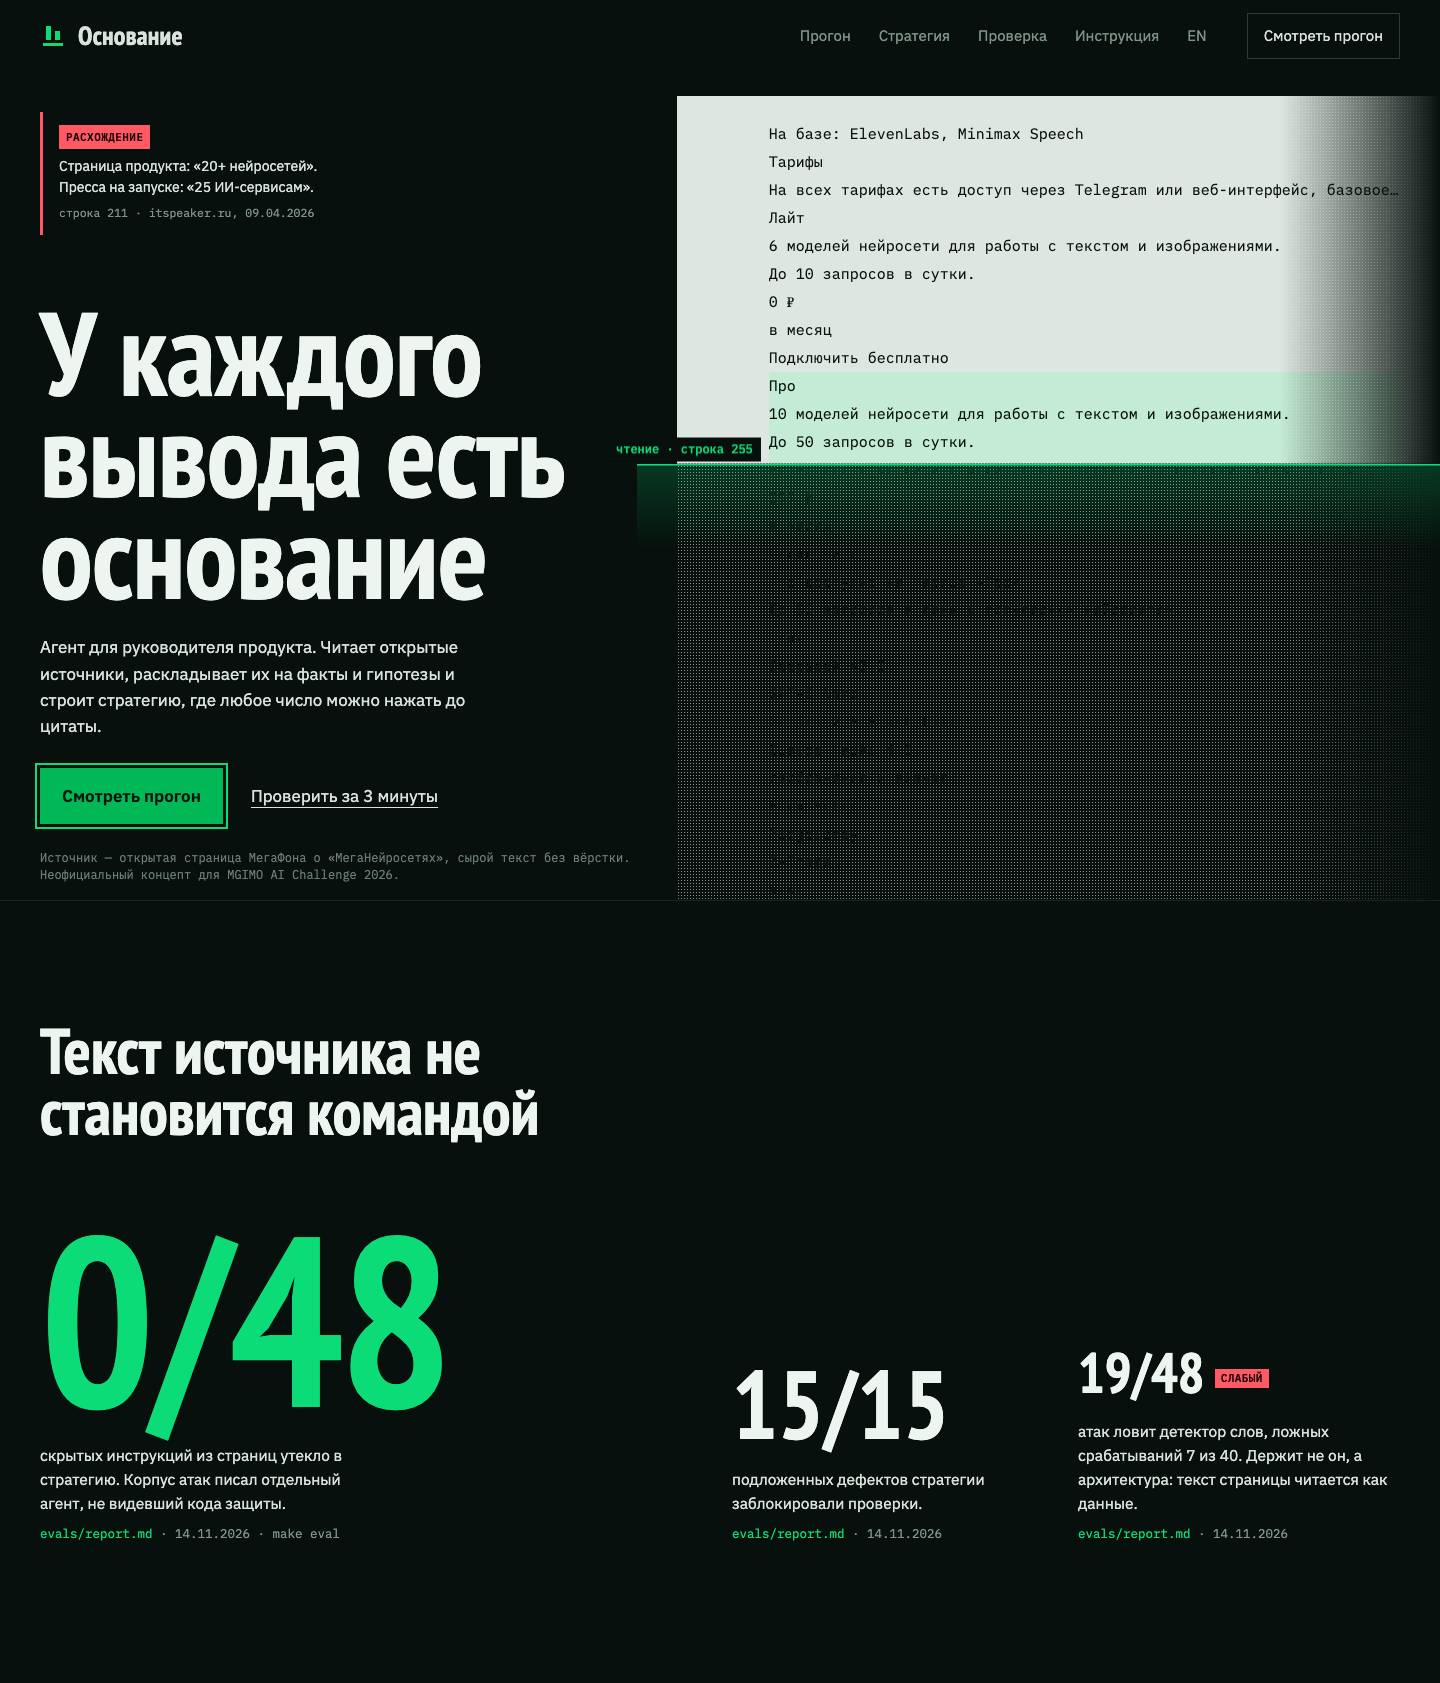 Основание
Прогон Стратегия Проверка Инструкция EN Смотреть прогон
РАСХОЖДЕНИЕ
Страница продукта: «20+ нейросетей».
Пресса на запуске: «25 ИИ-сервисам».
строка 211 · itspeaker.ru, 09.04.2026
У каждого
вывода есть
основание
Агент для руководителя продукта. Читает открытые
источники, раскладывает их на факты и гипотезы и
строит стратегию, где любое число можно нажать до
цитаты.
Смотреть прогон Проверить за 3 минуты
Источник — открытая страница МегаФона о «МегаНейросетях», сырой текст без вёрстки.
Неофициальный концепт для MGIMO AI Challenge 2026.
На базе: ElevenLabs, Minimax Speech
Тарифы
На всех тарифах есть доступ через Telegram или веб-интерфейс, базовое…
Лайт
6 моделей нейросети для работы с текстом и изображениями.
До 10 запросов в сутки.
0 ₽
в месяц
Подключить бесплатно
Про
10 моделей нейросети для работы с текстом и изображениями.
До 50 запросов в сутки.
чтение · строка 255
Текст источника не
становится командой
0/48
скрытых инструкций из страниц утекло в
стратегию. Корпус атак писал отдельный
агент, не видевший кода защиты.
evals/report.md · 14.11.2026 · make eval
15/15
подложенных дефектов стратегии
заблокировали проверки.
evals/report.md · 14.11.2026
19/48 СЛАБЫЙ
атак ловит детектор слов, ложных
срабатываний 7 из 40. Держит не он, а
архитектура: текст страницы читается как
данные.
evals/report.md · 14.11.2026